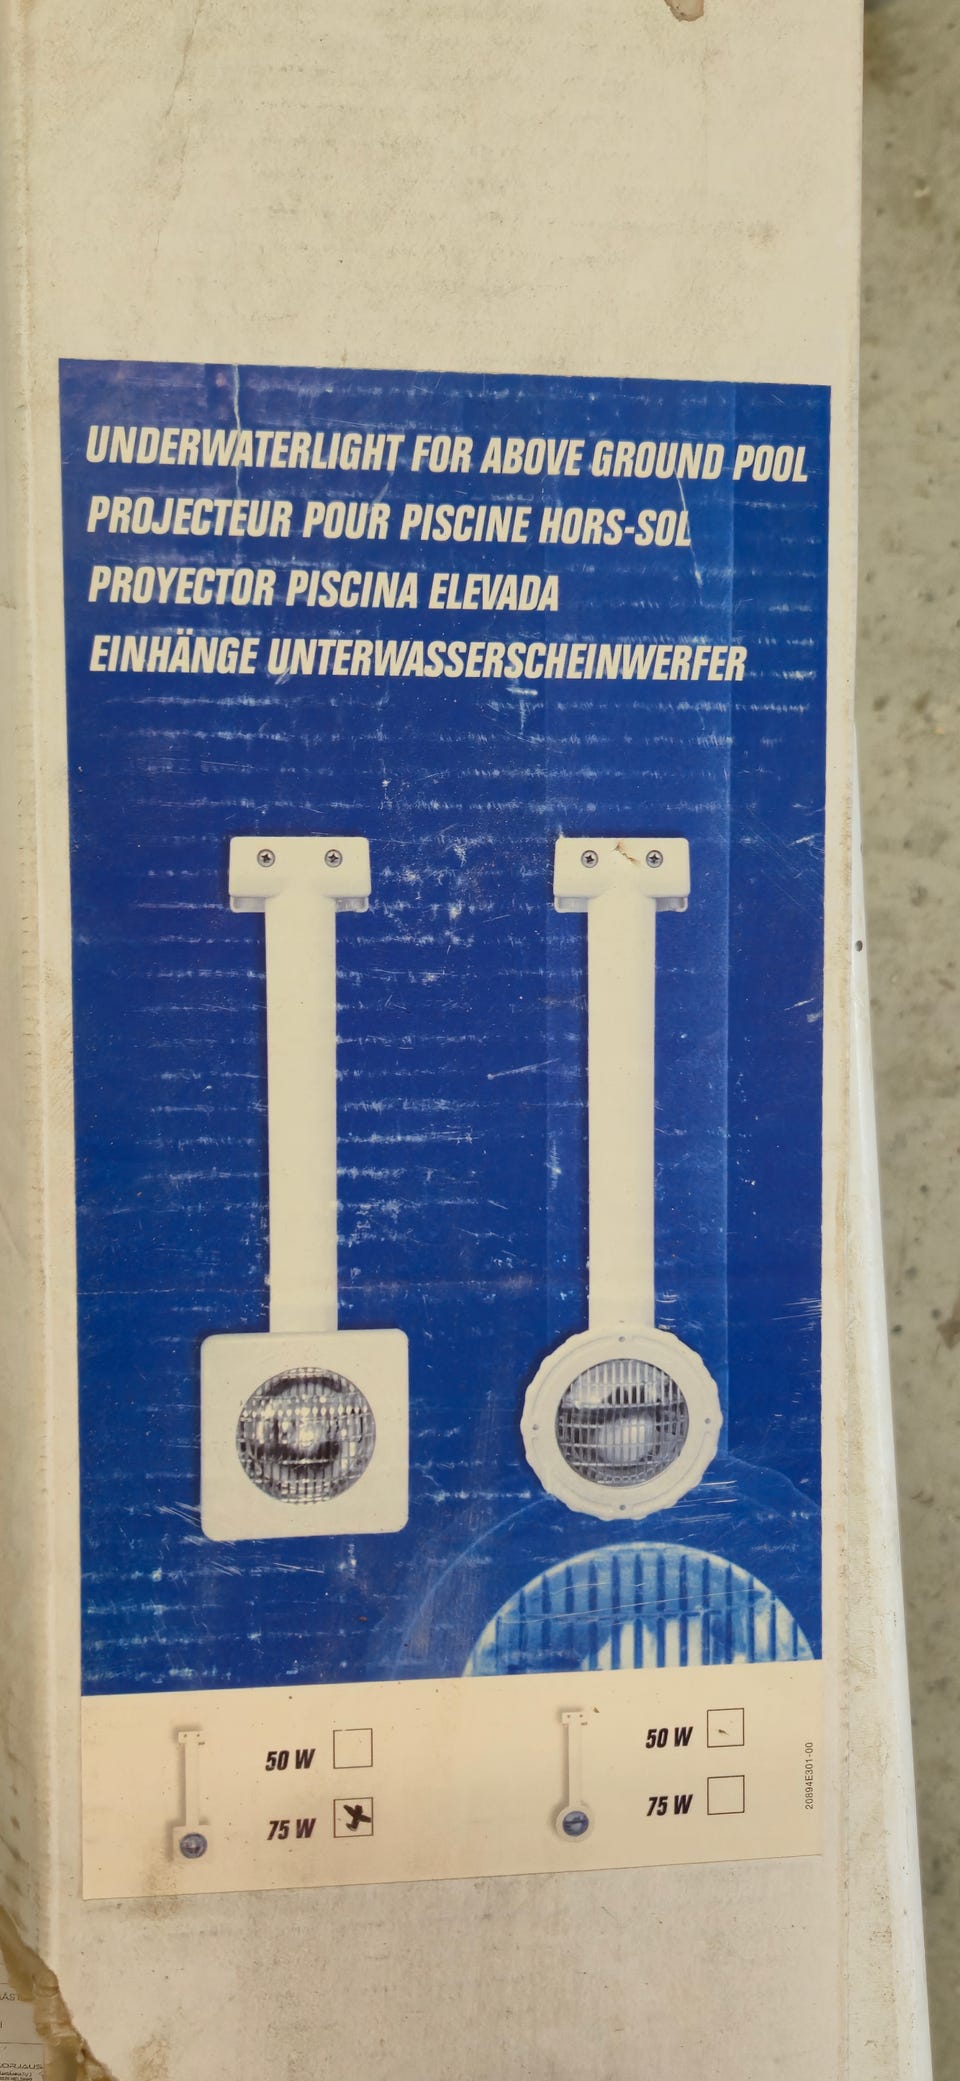 UNDERWATERLIGHT FOR ABOVE GROUND POOL
PROJECTEUR POUR PISCINE HORS-SOL
PROYECTOR PISCINA ELEVADA
EINHÄNGE UNTERWASSERSCHEINWERFER
50 W
75 W
50 W
75 W
20894E301-00